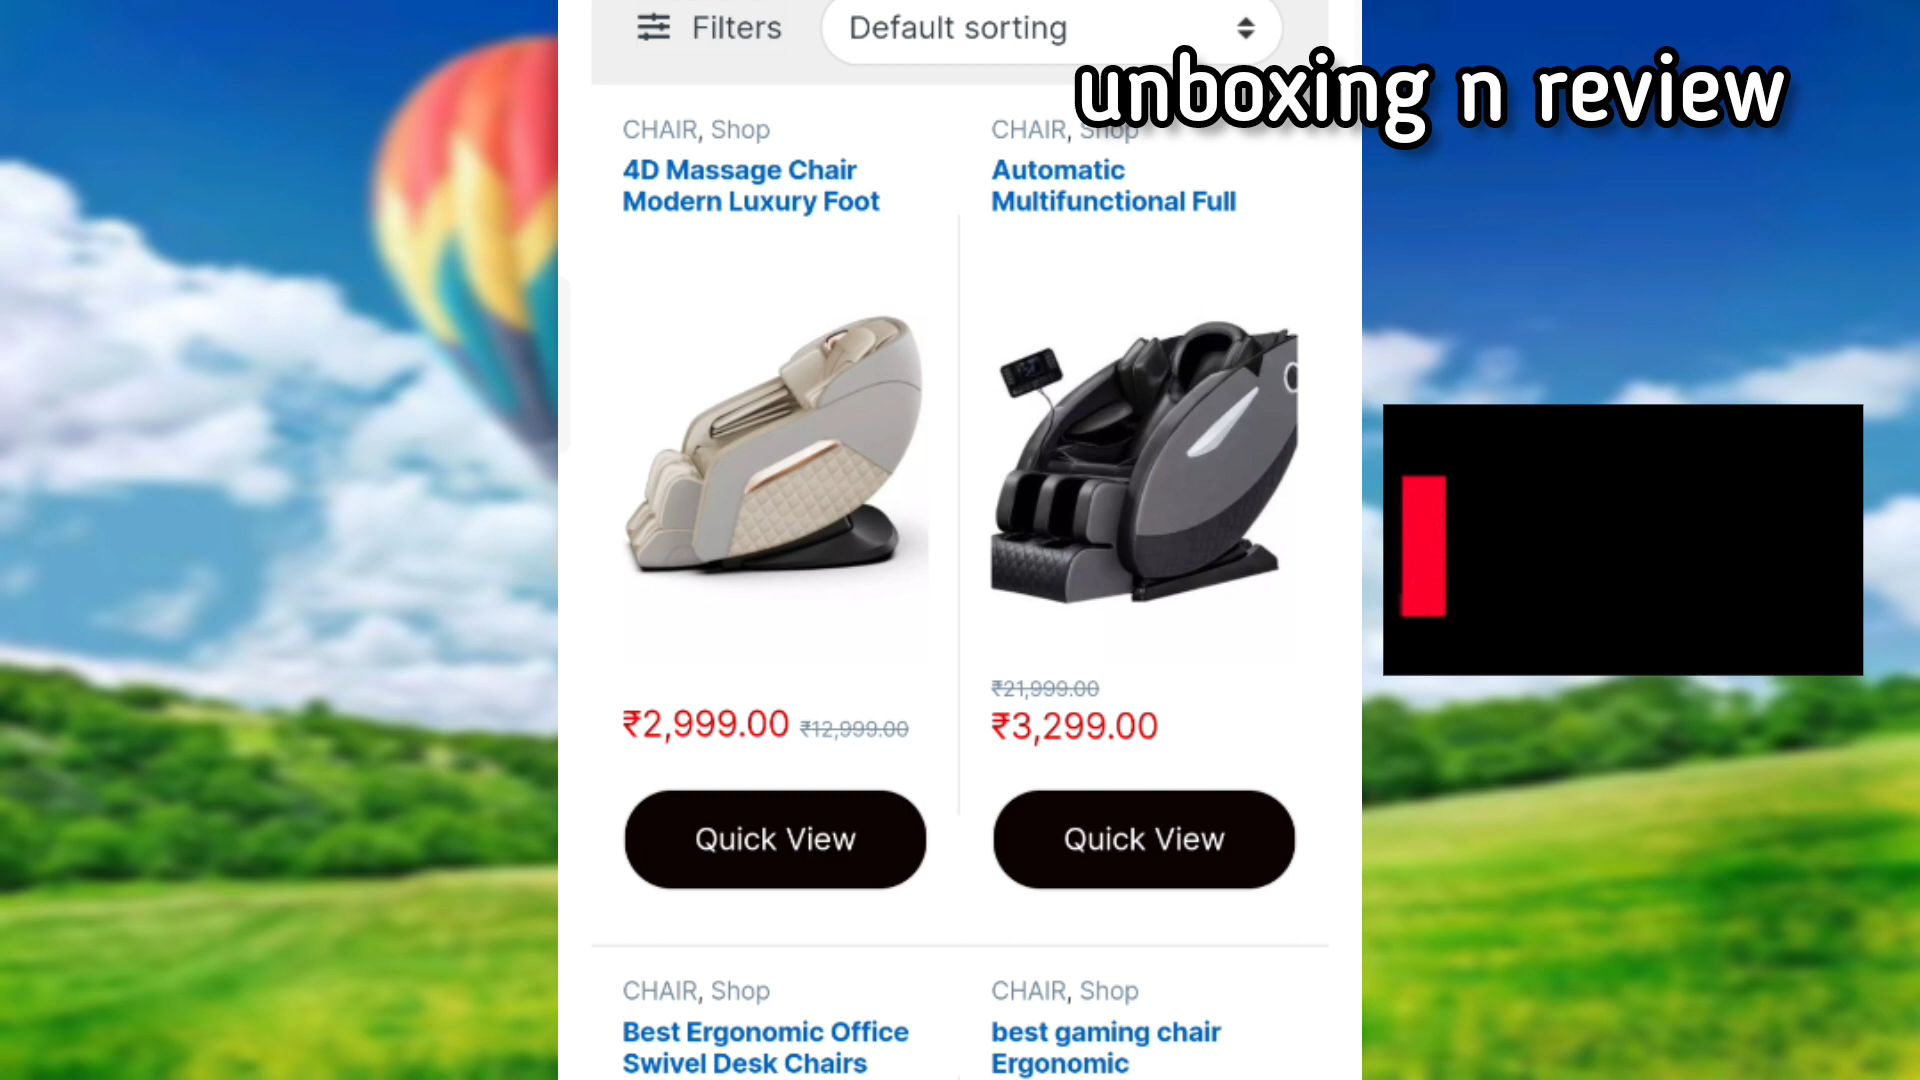 Filters
Default sorting
unboxing n review
CHAIR, Shop
4D Massage Chair
Modern Luxury Foot
CHAIR, Shop
Automatic
Multifunctional Full
₹2,999.00 ₹12,999.00
₹21,999.00
₹3,299.00
Quick View
Quick View
CHAIR, Shop
Best Ergonomic Office
Swivel Desk Chairs
CHAIR, Shop
best gaming chair
Ergonomic